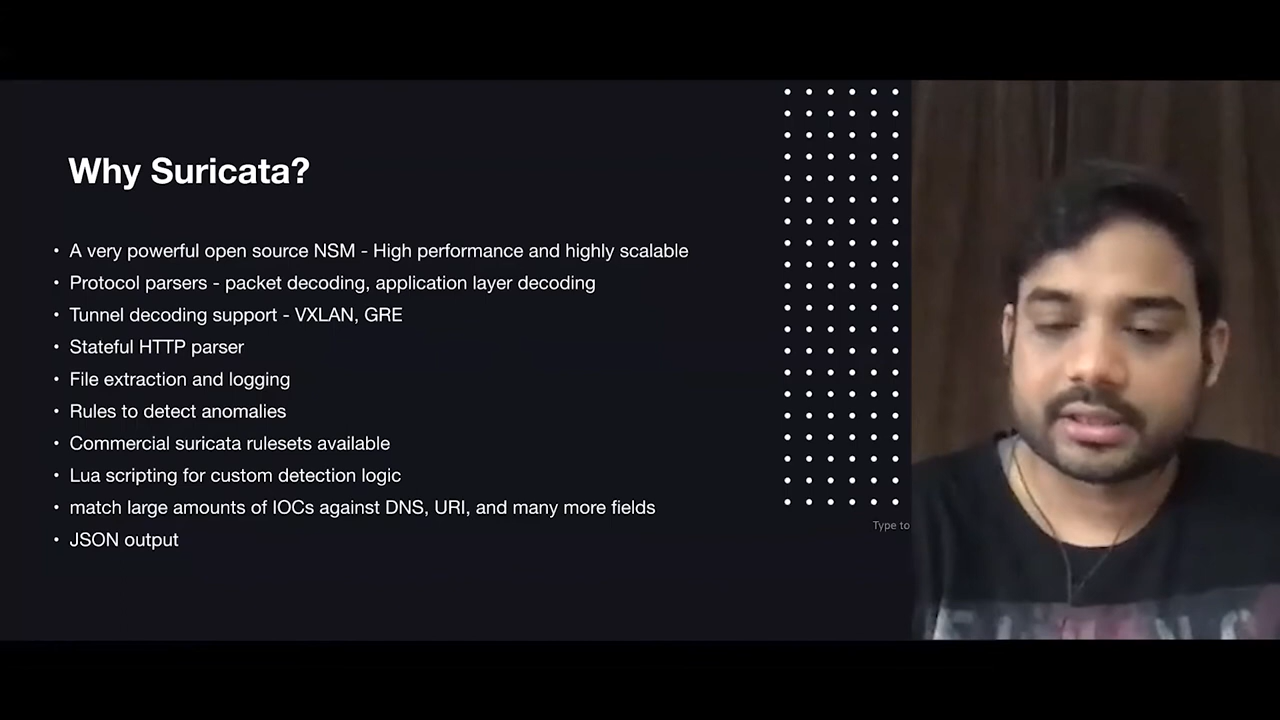 Why Suricata?
• A very powerful open source NSM - High performance and highly scalable
• Protocol parsers - packet decoding, application layer decoding
• Tunnel decoding support - VXLAN, GRE
• Stateful HTTP parser
• File extraction and logging
• Rules to detect anomalies
• Commercial suricata rulesets available
• Lua scripting for custom detection logic
• match large amounts of IOCs against DNS, URI, and many more fields
• JSON output
Type to